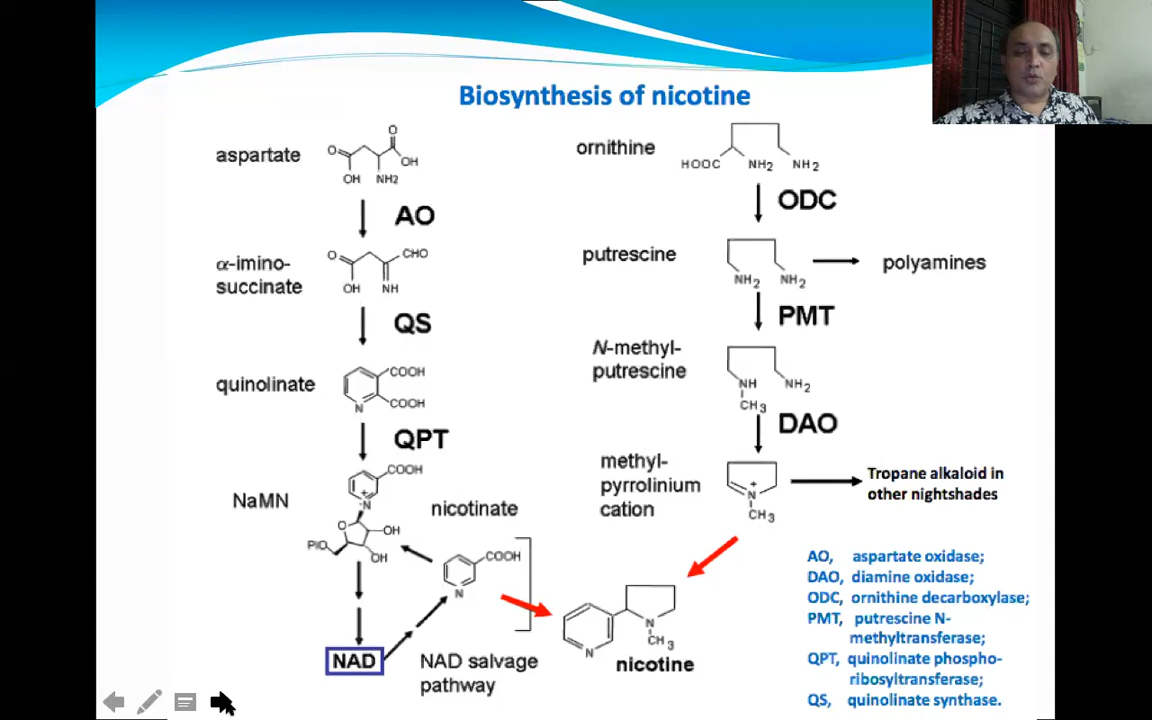 Biosynthesis of nicotine
aspartate
O
O
OH
OH
NH2
AO
α-imino-
succinate
O
CHO
OH
NH
QS
quinolinate
COOH
COOH
N
QPT
NaMN
COOH
+
N
O
OH
PIO
OH
nicotinate
COOH
N
NAD
NAD salvage
pathway
ornithine
HOOC
NH2
NH2
ODC
putrescine
NH2
NH2
polyamines
PMT
N-methyl-
putrescine
NH
NH2
CH3
DAO
methyl-
pyrrolinium
cation
+
N
CH3
Tropane alkaloid in
other nightshades
N
N
CH3
nicotine
AO, aspartate oxidase;
DAO, diamine oxidase;
ODC, ornithine decarboxylase;
PMT, putrescine N-
methyltransferase;
QPT, quinolinate phospho-
ribosyltransferase;
QS, quinolinate synthase.